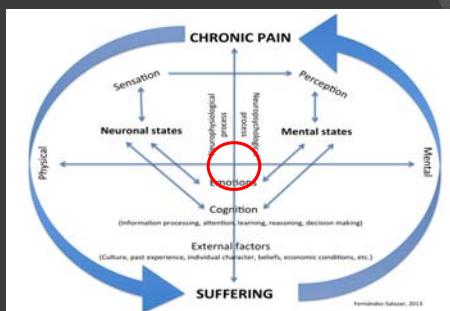 CHRONIC PAIN
Sensation
Perception
Neurophysiological
process
Neuropsychology
process
Neuronal states
Mental states
Physical
Mental
Emotions
Cognition
(Information processing, attention, learning, reasoning, decision making)
External factors
(Culture, past experience, individual character, beliefs, economic conditions, etc.)
SUFFERING
Fernández-Salazar, 2013